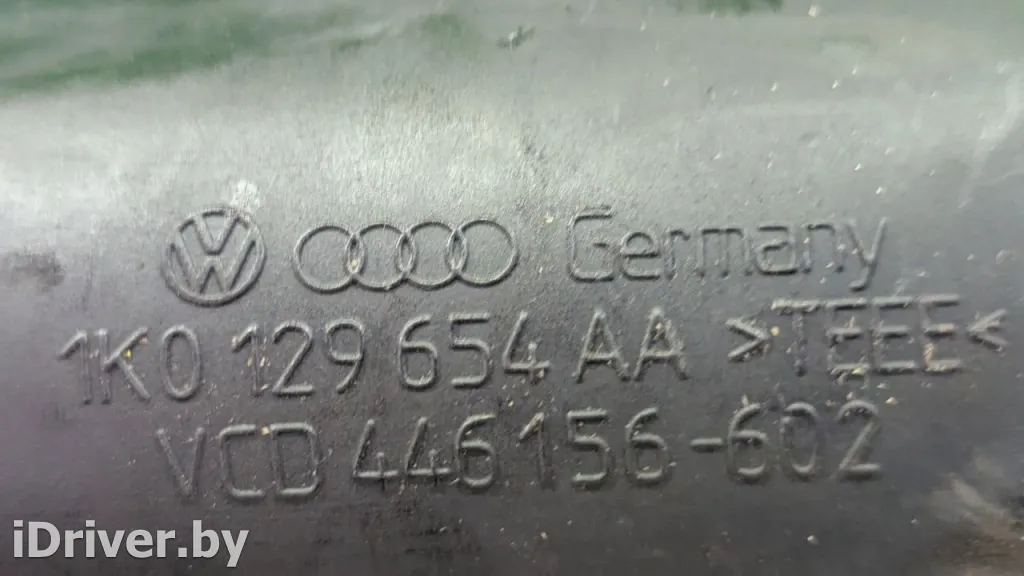 Germany
1K0 129 654 AA >TEEE<
VCD 446156-602
iDriver.by